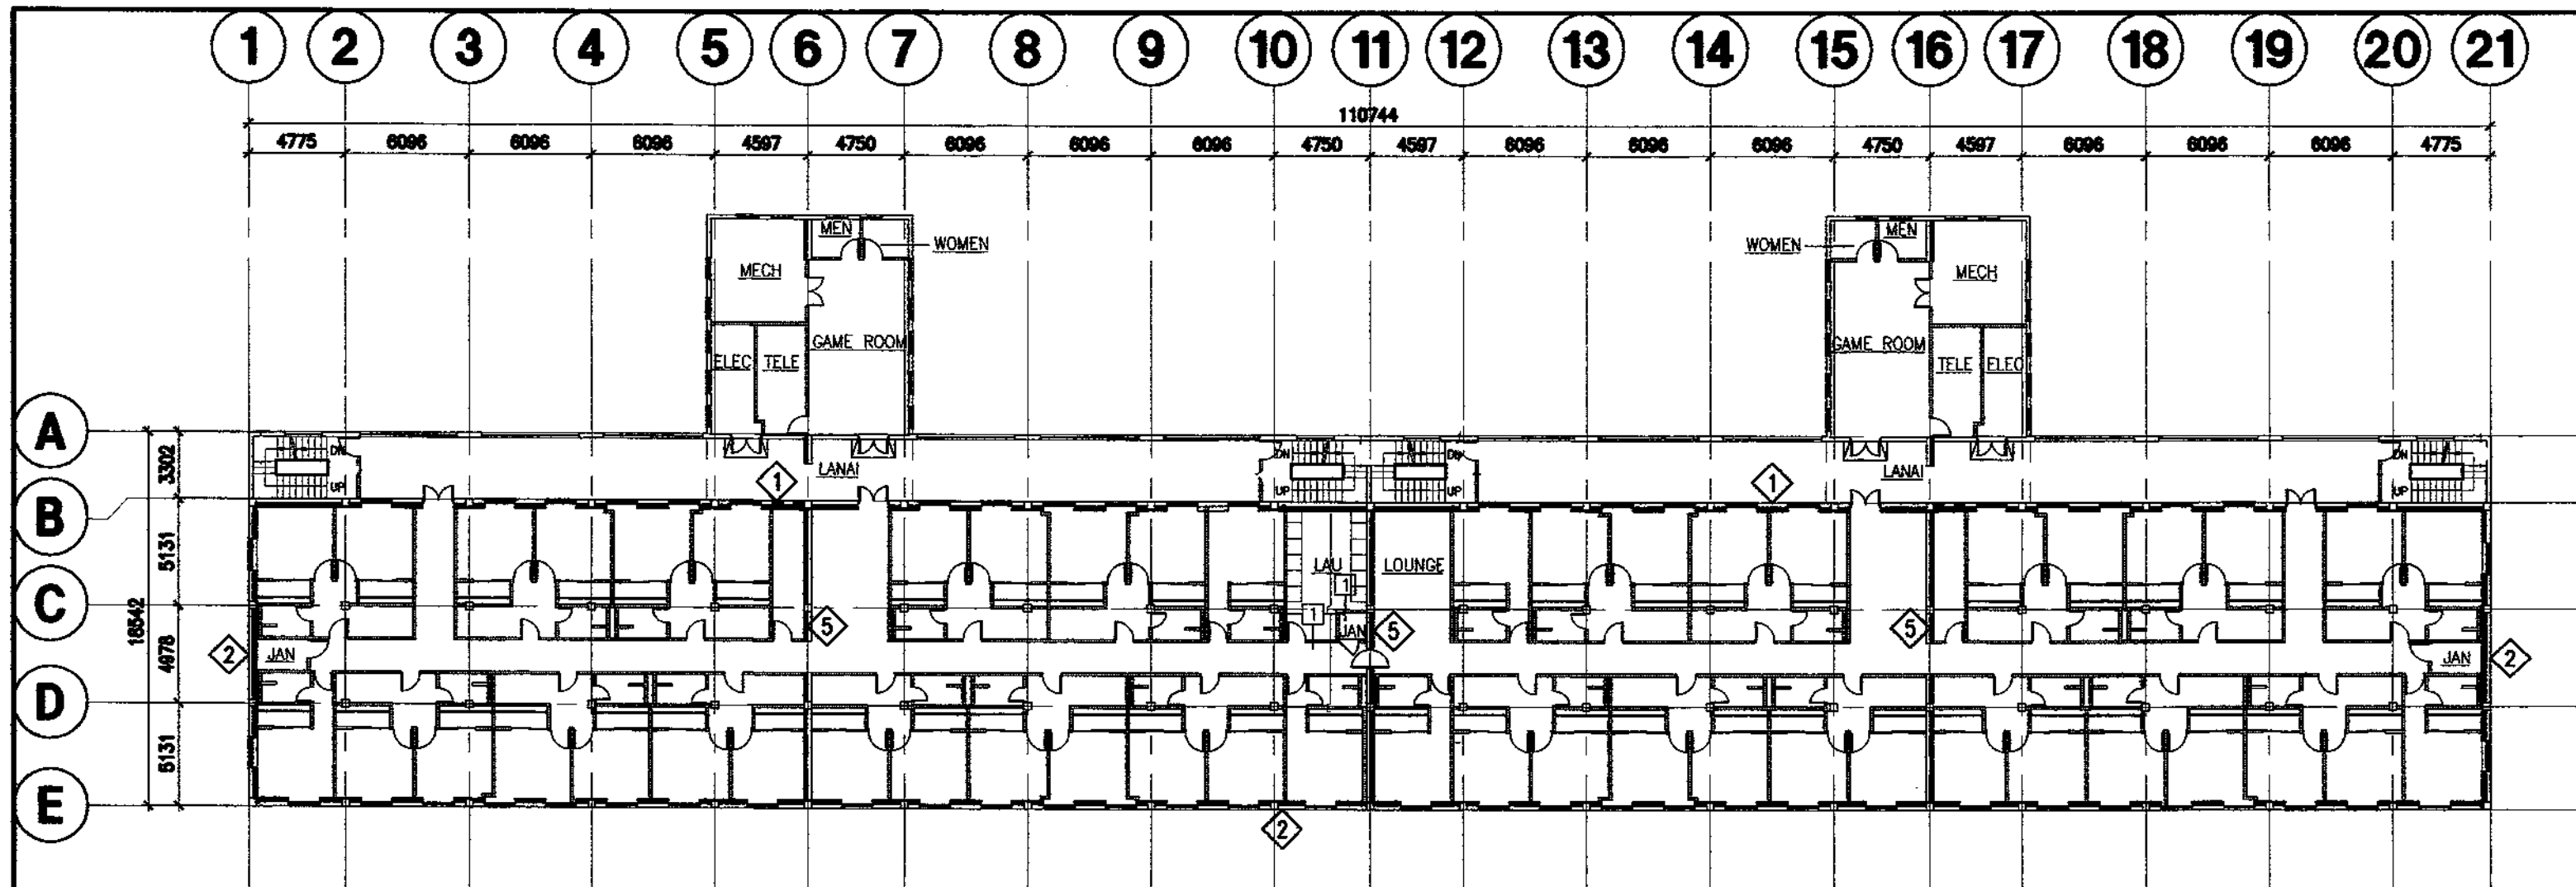 1 2 3 4 5 6 7 8 9 10 11 12 13 14 15 16 17 18 19 20 21
110744
4775 6096 6096 6096 4597 4750 6096 6096 6096 4750 4597 6096 6096 6096 4750 4597 6096 6096 6096 4775
MEN WOMEN WOMEN MEN
MECH MECH
GAME ROOM GAME ROOM
ELEC TELE TELE ELEC
A
DN DN DN DN
LANAI LANAI
3302
UP UP UP UP
1 1
B
5131
LAU LOUNGE
1
C
1
18542
5 JAN 5 5
4978
2 JAN JAN 2
D
5131
E
2